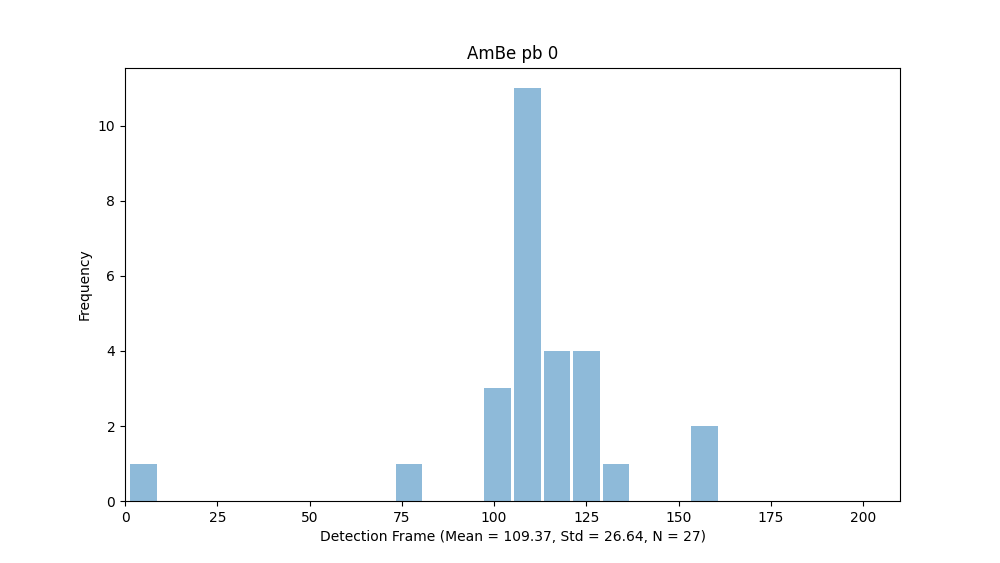 AmBe pb 0
10
8
6
4
2
0
Frequency
0 25 50 75 100 125 150 175 200
Detection Frame (Mean = 109.37, Std = 26.64, N = 27)